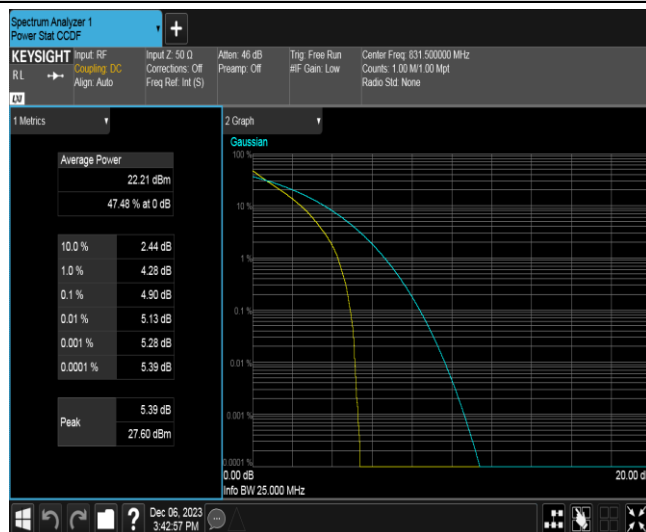 Spectrum Analyzer 1
Power Stat CCDF
+
KEYSIGHT
RL
LXI
Input: RF
Coupling: DC
Align: Auto
Input Z: 50 Ω
Corrections: Off
Freq Ref: Int (S)
Atten: 46 dB
Preamp: Off
Trig: Free Run
#IF Gain: Low
Center Freq: 831.500000 MHz
Counts: 1.00 M/1.00 Mpt
Radio Std: None
1 Metrics
Average Power
22.21 dBm
47.48 % at 0 dB
10.0 % 2.44 dB
1.0 % 4.28 dB
0.1 % 4.90 dB
0.01 % 5.13 dB
0.001 % 5.28 dB
0.0001 % 5.39 dB
Peak
5.39 dB
27.60 dBm
2 Graph
Gaussian
100 %
10 %
1 %
0.1 %
0.01 %
0.001 %
0.0001 %
0.00 dB
20.00 d
Info BW 25.000 MHz
?
Dec 06, 2023
3:42:57 PM